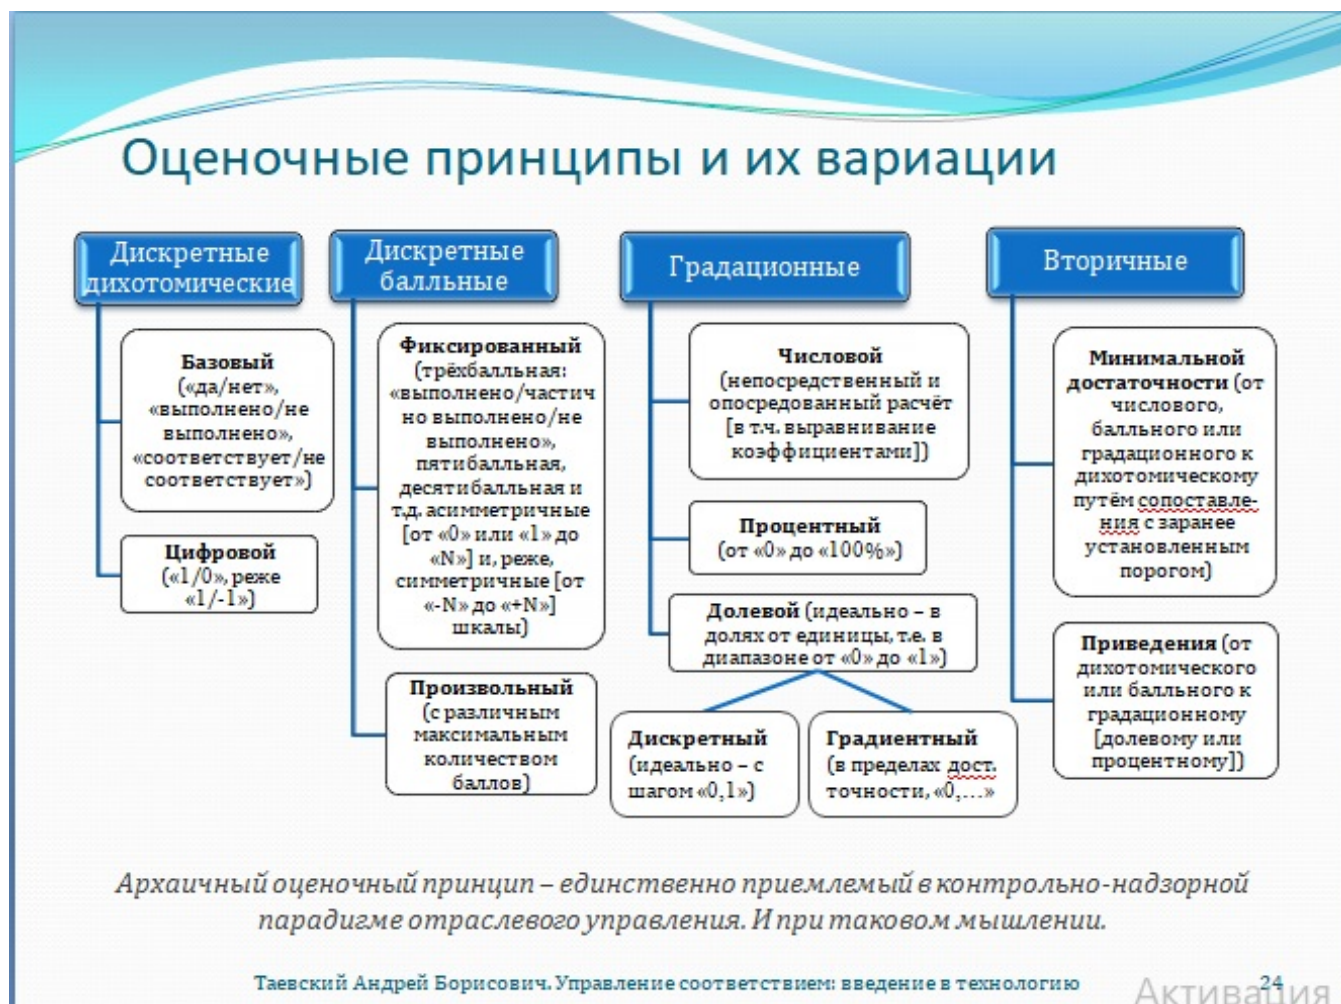 Оценочные принципы и их вариации
Дискретные
дихотомические
Базовый
(«да/нет»,
«выполнено/не
выполнено»,
«соответствует/не
соответствует»)
Цифровой
(«1/0», реже
«1/-1»)
Дискретные
балльные
Фиксированный
(трёхбалльная:
«выполнено/частич
но выполнено/не
выполнено»,
пятибалльная,
десятибалльная и
т.д. асимметричные
[от «0» или «1» до
«N»] и, реже,
симметричные [от
«-N» до «+N»]
шкалы)
Произвольный
(с различным
максимальным
количеством
баллов)
Градационные
Числовой
(непосредственный и
опосредованный расчёт
[в т.ч. выравнивание
коэффициентами])
Процентный
(от «0» до «100%»)
Долевой (идеально – в
долях от единицы, т.е. в
диапазоне от «0» до «1»)
Дискретный
(идеально – с
шагом «0,1»)
Градиентный
(в пределах дост.
точности, «0,…»
Вторичные
Минимальной
достаточности (от
числового,
балльного или
градационного к
дихотомическому
путём сопоставле-
ния с заранее
установленным
порогом)
Приведения (от
дихотомического
или балльного к
градационному
[долевому или
процентному])
Архаичный оценочный принцип – единственно приемлемый в контрольно-надзорной
парадигме отраслевого управления. И при таковом мышлении.
Таевский Андрей Борисович. Управление соответствием: введение в технологию
24
Активация